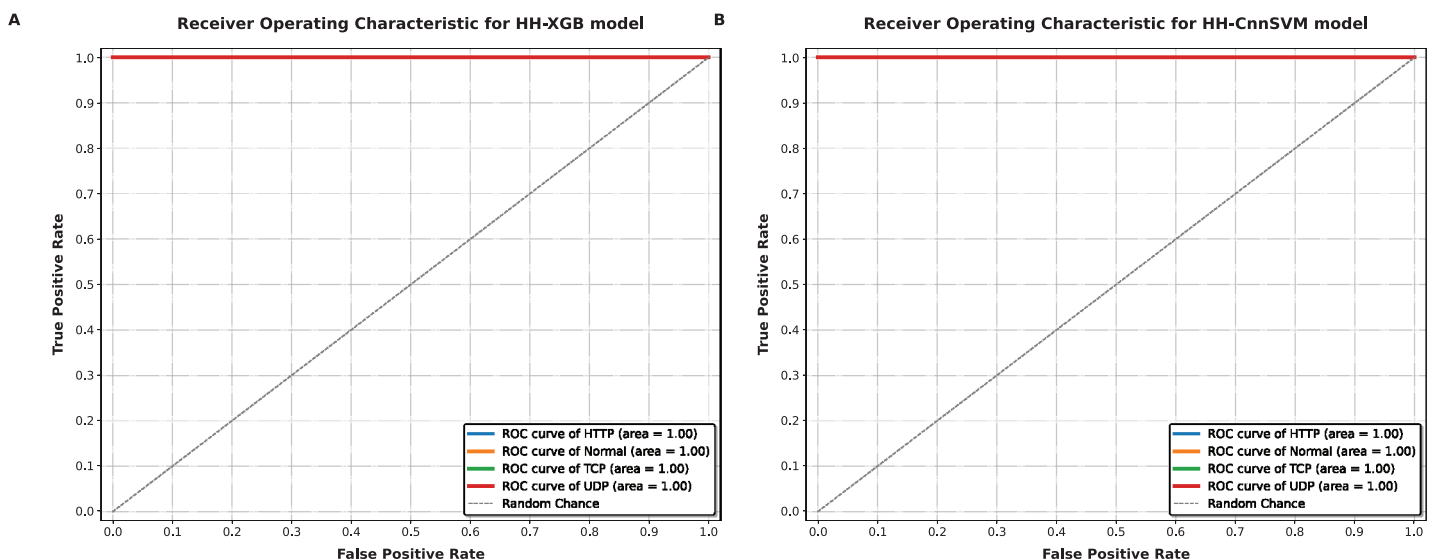 A
Receiver Operating Characteristic for HH-XGB model
True Positive Rate
1.0
0.9
0.8
0.7
0.6
0.5
0.4
0.3
0.2
0.1
0.0
ROC curve of HTTP (area = 1.00)
ROC curve of Normal (area = 1.00)
ROC curve of TCP (area = 1.00)
ROC curve of UDP (area = 1.00)
Random Chance
0.0 0.1 0.2 0.3 0.4 0.5 0.6 0.7 0.8 0.9 1.0
False Positive Rate
B
Receiver Operating Characteristic for HH-CnnSVM model
True Positive Rate
1.0
0.9
0.8
0.7
0.6
0.5
0.4
0.3
0.2
0.1
0.0
ROC curve of HTTP (area = 1.00)
ROC curve of Normal (area = 1.00)
ROC curve of TCP (area = 1.00)
ROC curve of UDP (area = 1.00)
Random Chance
0.0 0.1 0.2 0.3 0.4 0.5 0.6 0.7 0.8 0.9 1.0
False Positive Rate